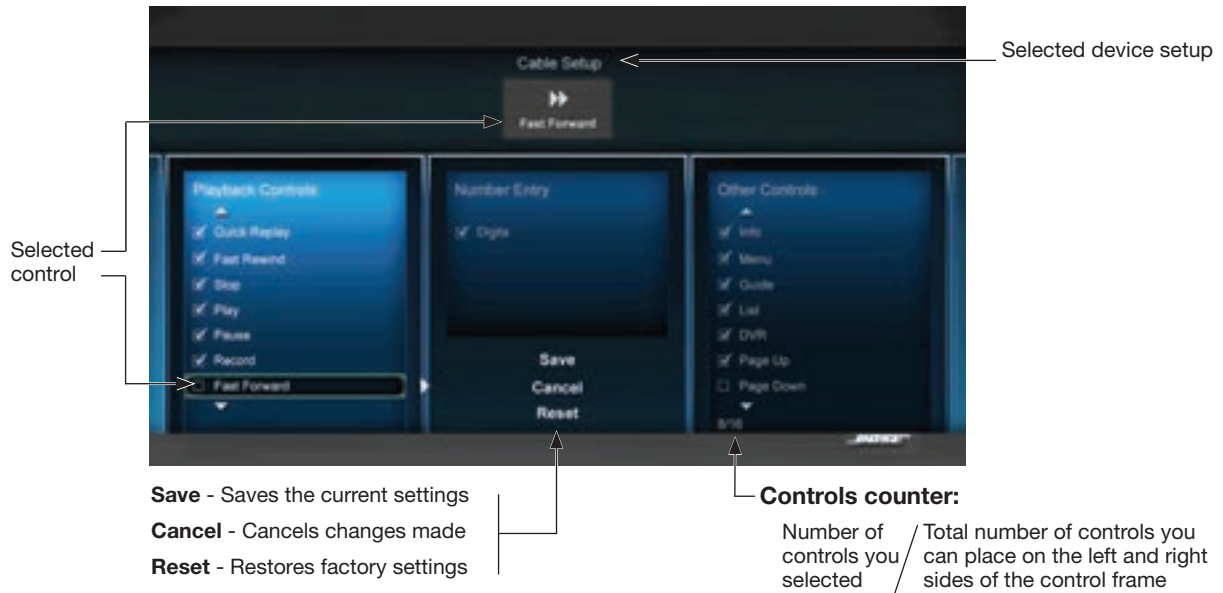 Cable Setup
Selected device setup
Fast Forward
Playback Controls
Quick Replay
Fast Rewind
Stop
Play
Pause
Record
Fast Forward
Number Entry
Digits
Save
Cancel
Reset
Other Controls
Info
Menu
Guide
List
DVR
Page Up
Page Down
Selected
control
Save - Saves the current settings
Cancel - Cancels changes made
Reset - Restores factory settings
Controls counter:
Number of
controls you
selected
/
Total number of controls you
can place on the left and right
sides of the control frame